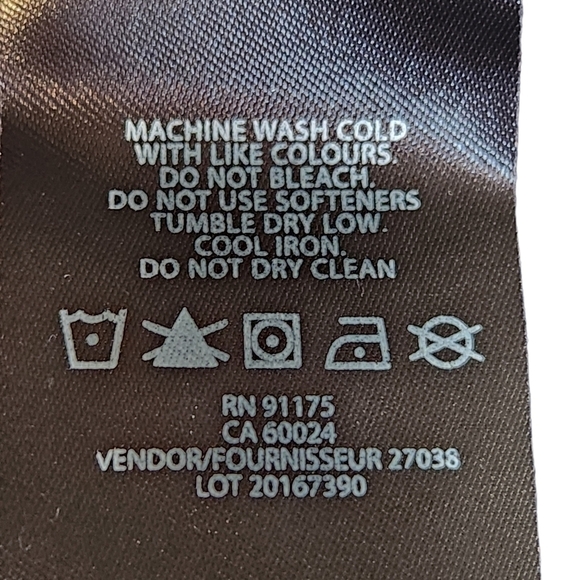 MACHINE WASH COLD
WITH LIKE COLOURS.
DO NOT BLEACH.
DO NOT USE SOFTENERS
TUMBLE DRY LOW.
COOL IRON.
DO NOT DRY CLEAN
RN 91175
CA 60024
VENDOR/FOURNISSEUR 27038
LOT 20167390